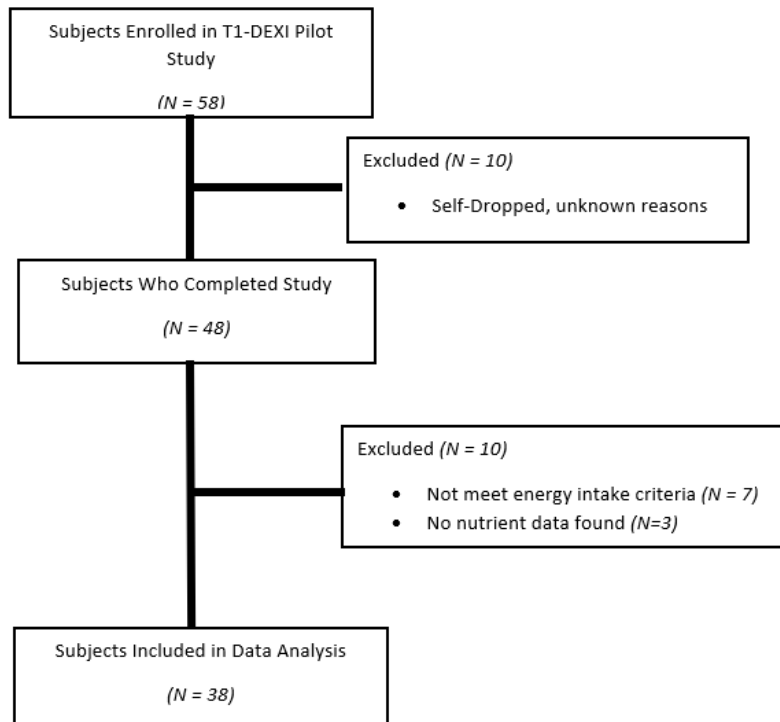 Subjects Enrolled in T1-DEXI Pilot
Study
(N = 58)
Excluded (N = 10)
• Self-Dropped, unknown reasons
Subjects Who Completed Study
(N = 48)
Excluded (N = 10)
• Not meet energy intake criteria (N = 7)
• No nutrient data found (N=3)
Subjects Included in Data Analysis
(N = 38)